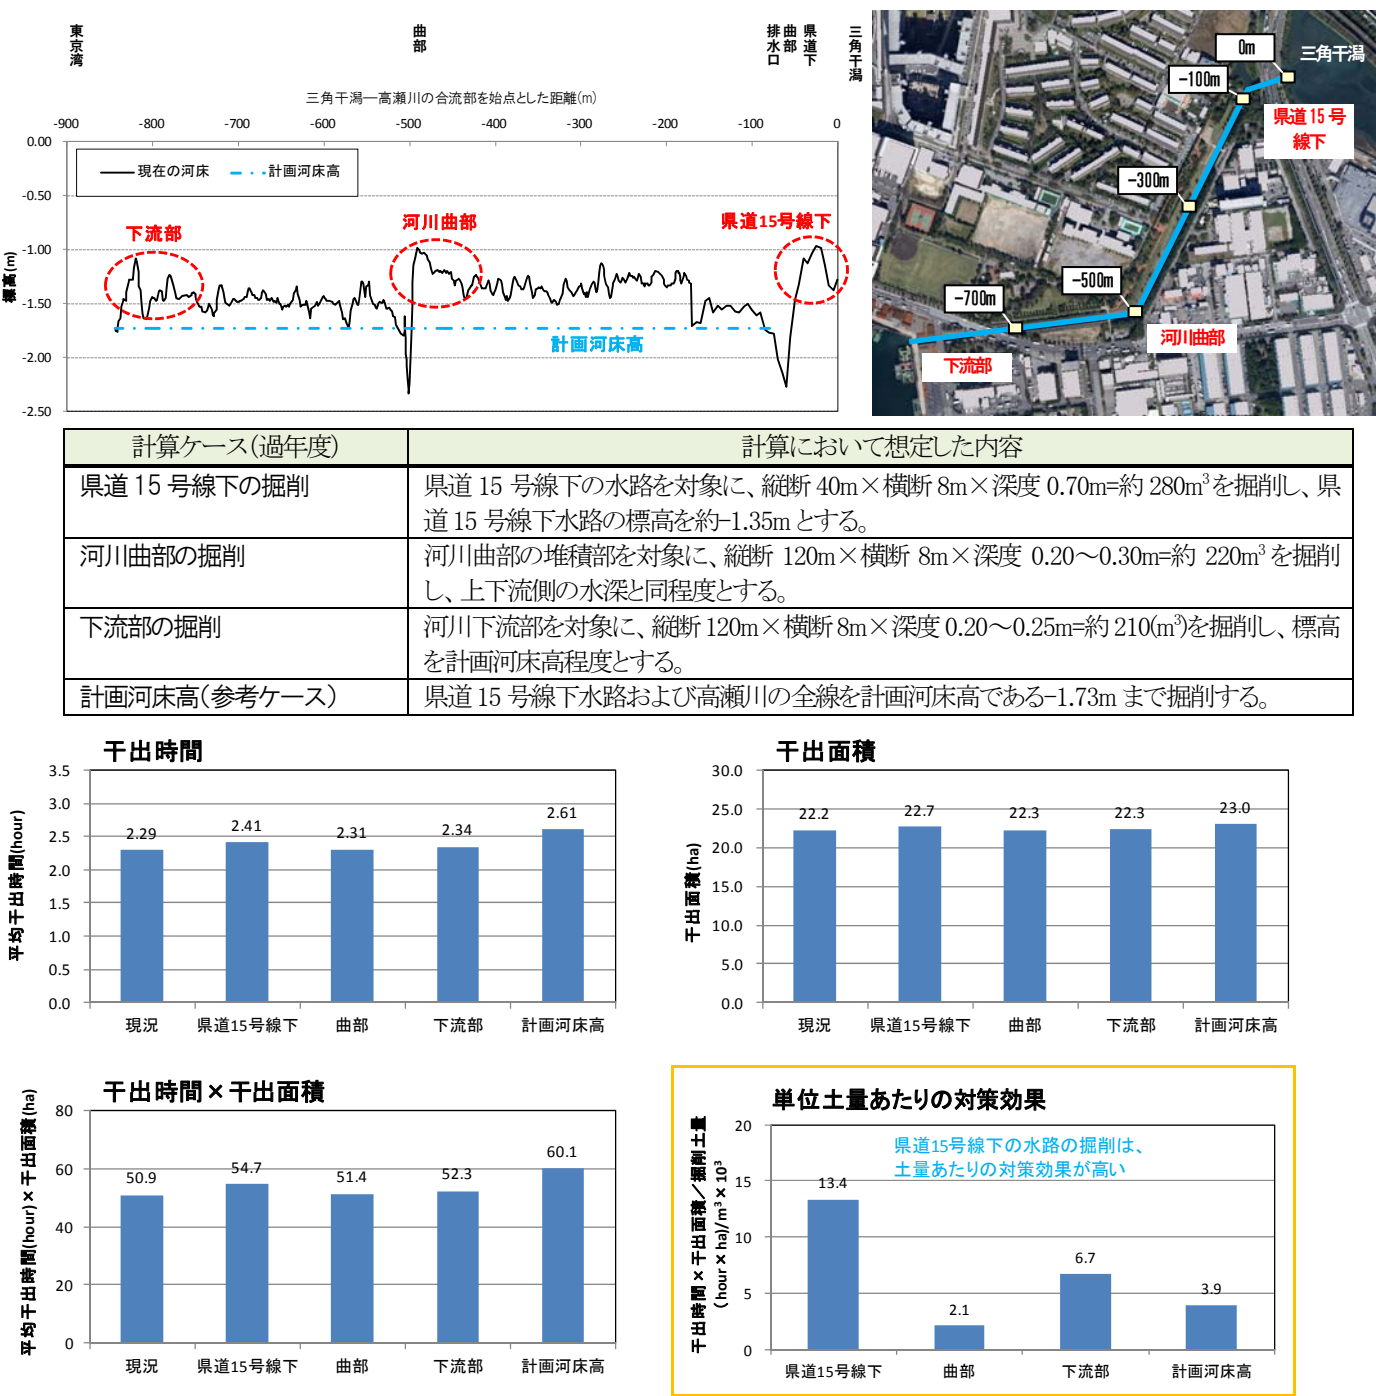 東京湾
曲部
排水口
曲部
県道下
三角干潟
三角干潟―高瀬川の合流部を始点とした距離(m)
-900 -800 -700 -600 -500 -400 -300 -200 -100 0
0.00
-0.50
-1.00
-1.50
-2.00
-2.50
標高(m)
現在の河床 計画河床高
下流部
河川曲部
県道15号線下
計画河床高
0m
三角干潟
-100m
県道15号
線下
-300m
-500m
-700m
河川曲部
下流部
計算ケース(過年度) 計算において想定した内容
県道15号線下の掘削 県道15号線下の水路を対象に、縦断40m×横断8m×深度0.70m=約280m³を掘削し、県
道15号線下水路の標高を約-1.35mとする。
河川曲部の掘削 河川曲部の堆積部を対象に、縦断120m×横断8m×深度0.20～0.30m=約220m³を掘削
し、上下流側の水深と同程度とする。
下流部の掘削 河川下流部を対象に、縦断120m×横断8m×深度0.20～0.25m=約210(m³)を掘削し、標高
を計画河床高程度とする。
計画河床高(参考ケース) 県道15号線下水路および高瀬川の全線を計画河床高である-1.73mまで掘削する。
干出時間
平均干出時間(hour)
3.5
3.0
2.5
2.0
1.5
1.0
0.5
0.0
2.29 2.41 2.31 2.34 2.61
現況 県道15号線下 曲部 下流部 計画河床高
干出面積
干出面積(ha)
30.0
25.0
20.0
15.0
10.0
5.0
0.0
22.2 22.7 22.3 22.3 23.0
現況 県道15号線下 曲部 下流部 計画河床高
干出時間×干出面積
平均干出時間(hour)×干出面積(ha)
80
60
40
20
0
50.9 54.7 51.4 52.3 60.1
現況 県道15号線下 曲部 下流部 計画河床高
単位土量あたりの対策効果
干出時間×干出面積／掘削土量
(hour×ha)/m³×10³
県道15号線下の水路の掘削は、
土量あたりの対策効果が高い
20
15
10
5
0
13.4 2.1 6.7 3.9
県道15号線下 曲部 下流部 計画河床高